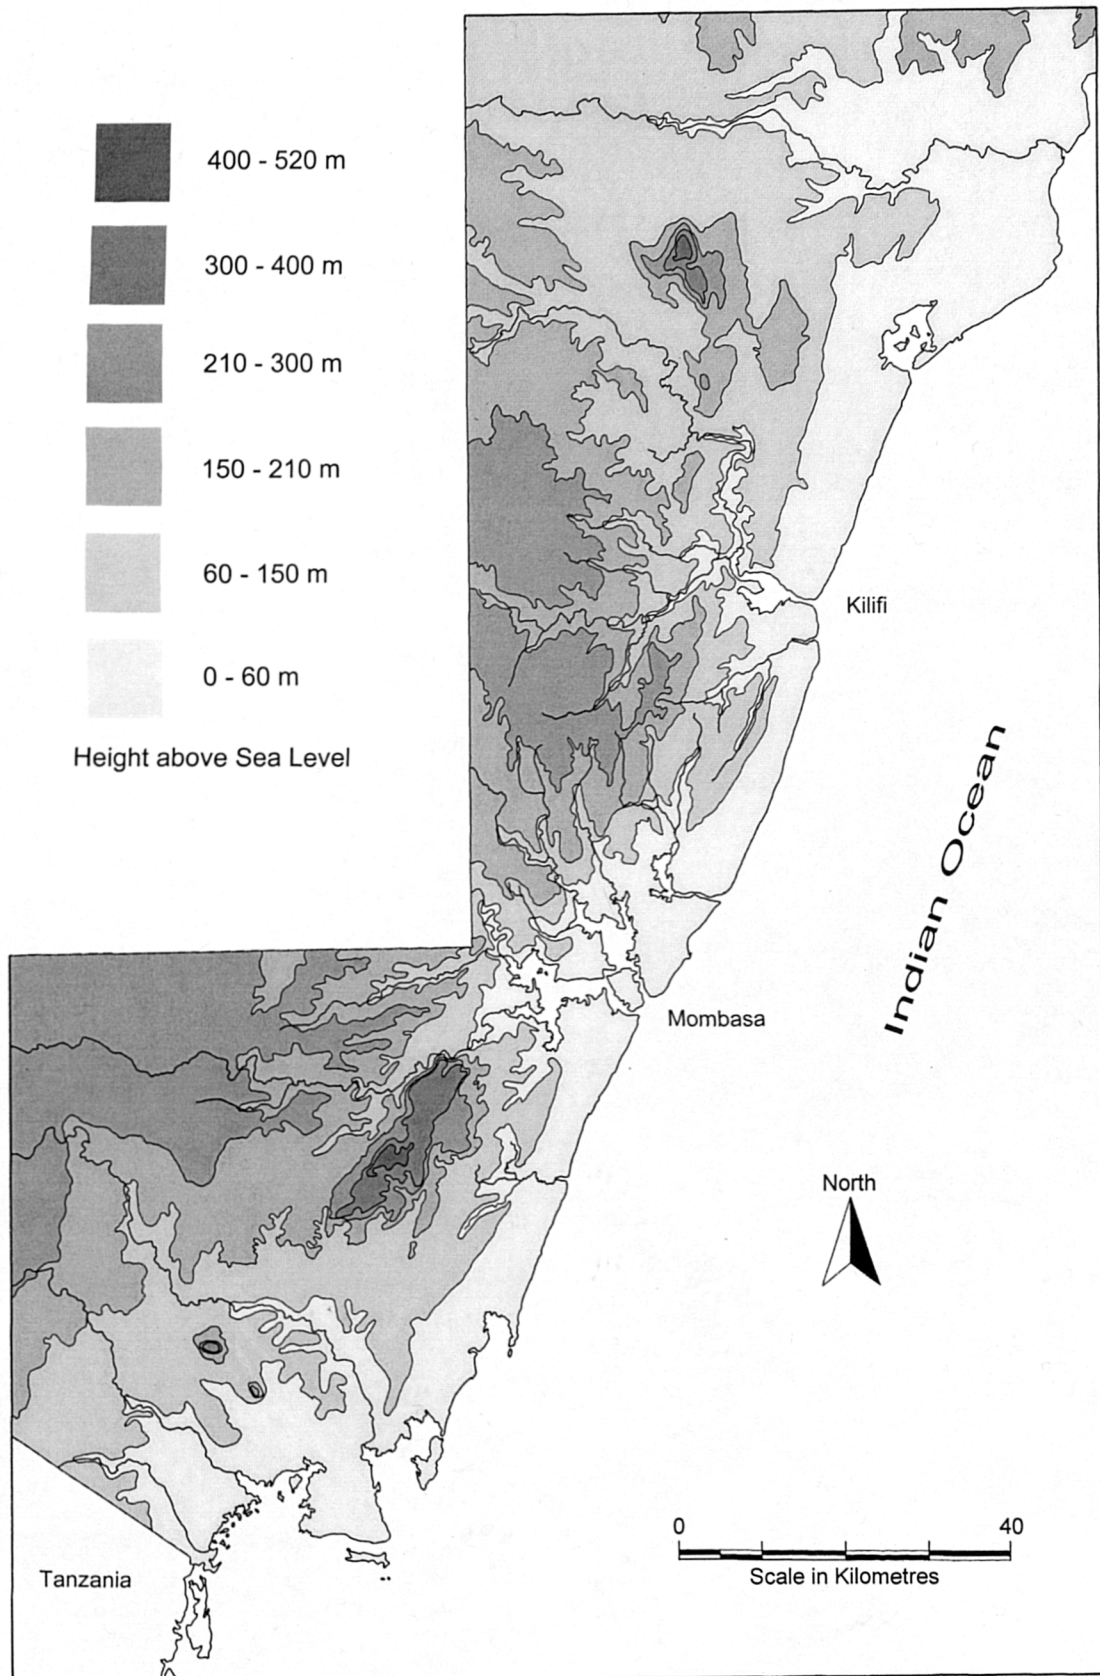 400 - 520 m
300 - 400 m
210 - 300 m
150 - 210 m
60 - 150 m
0 - 60 m
Height above Sea Level
Kilifi
Indian Ocean
Mombasa
North
0 40
Scale in Kilometres
Tanzania